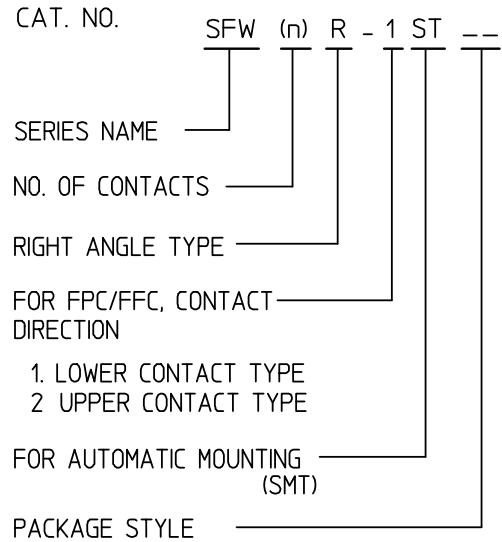 CAT. NO. SFW (n) R - 1 ST _ _
SERIES NAME
NO. OF CONTACTS
RIGHT ANGLE TYPE
FOR FPC/FFC, CONTACT
DIRECTION
1. LOWER CONTACT TYPE
2 UPPER CONTACT TYPE
FOR AUTOMATIC MOUNTING
(SMT)
PACKAGE STYLE